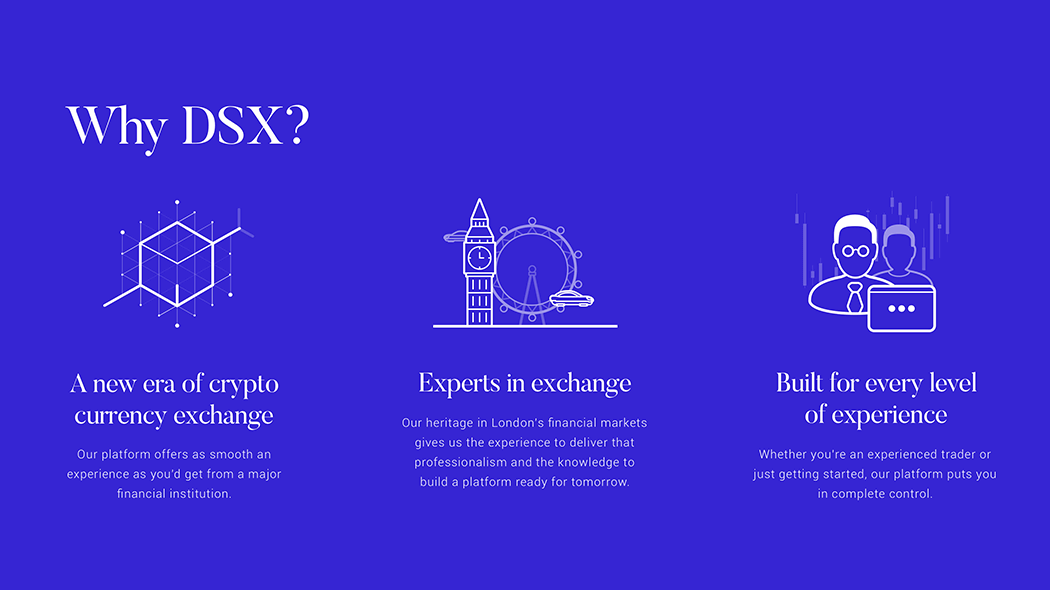 Why DSX?
A new era of crypto
currency exchange
Our platform offers as smooth an
experience as you'd get from a major
financial institution.
Experts in exchange
Our heritage in London's financial markets
gives us the experience to deliver that
professionalism and the knowledge to
build a platform ready for tomorrow.
Built for every level
of experience
Whether you're an experienced trader or
just getting started, our platform puts you
in complete control.